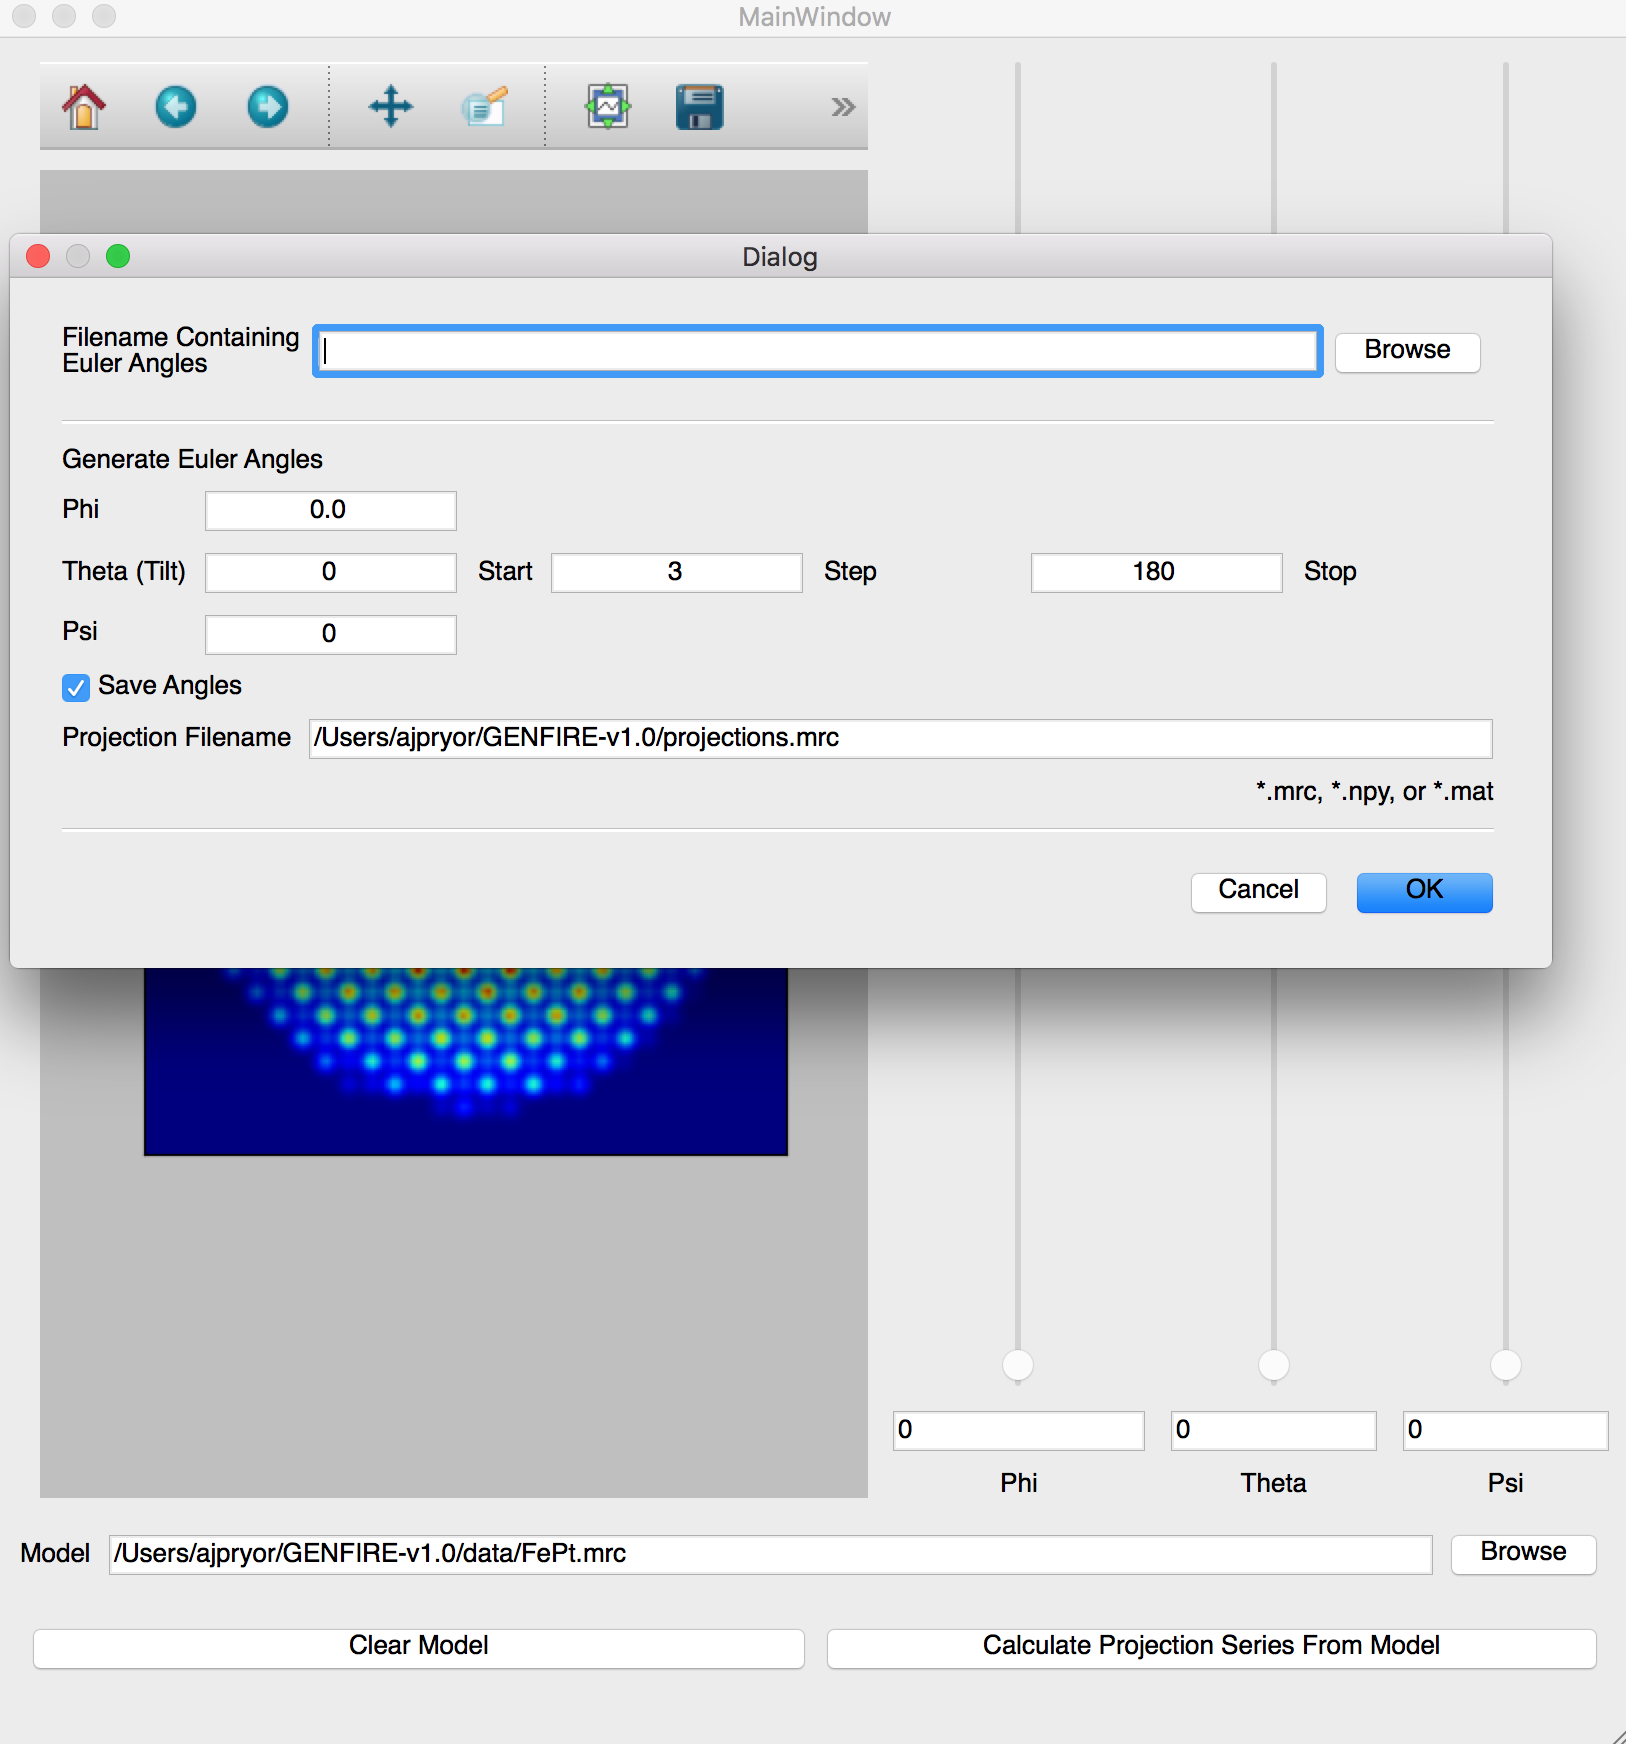 MainWindow
Dialog
Filename Containing
Euler Angles
Browse
Generate Euler Angles
Phi 0.0
Theta (Tilt) 0 Start 3 Step 180 Stop
Psi 0
Save Angles
Projection Filename /Users/ajpryor/GENFIRE-v1.0/projections.mrc
*.mrc, *.npy, or *.mat
Cancel OK
0 0 0
Phi Theta Psi
Model /Users/ajpryor/GENFIRE-v1.0/data/FePt.mrc Browse
Clear Model Calculate Projection Series From Model